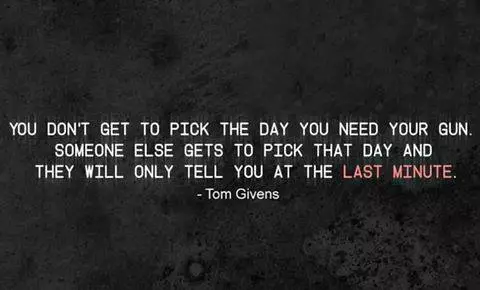 YOU DON'T GET TO PICK THE DAY YOU NEED YOUR GUN.
SOMEONE ELSE GETS TO PICK THAT DAY AND
THEY WILL ONLY TELL YOU AT THE LAST MINUTE.
- Tom Givens